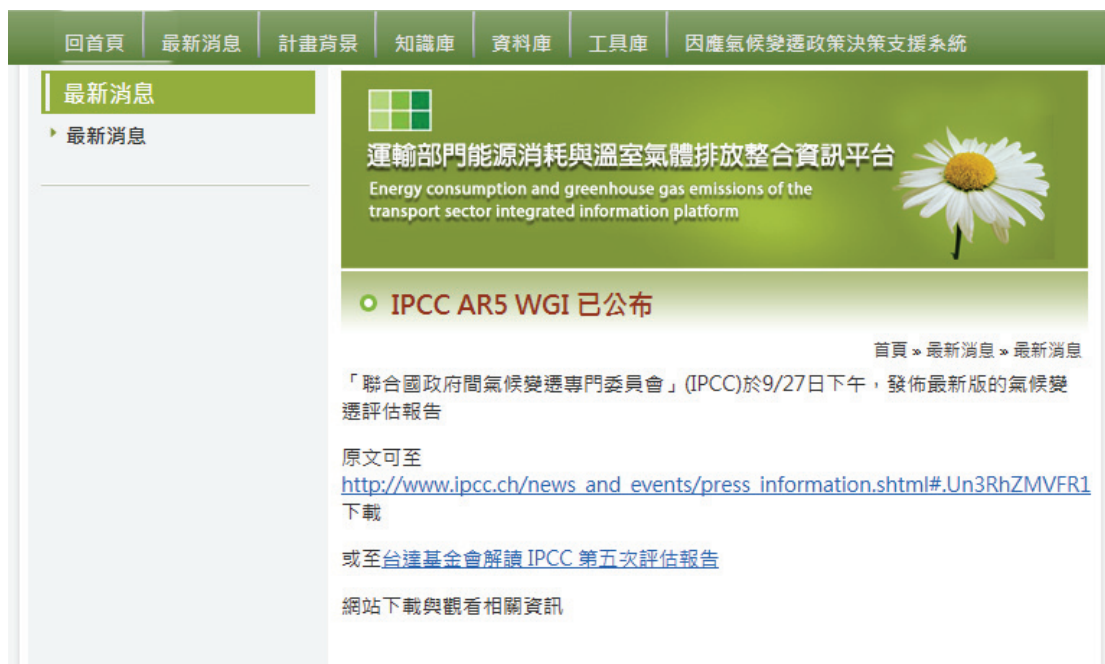 回首頁 最新消息 計畫背景 知識庫 資料庫 工具庫 因應氣候變遷政策決策支援系統
最新消息
最新消息
運輸部門能源消耗與溫室氣體排放整合資訊平台
Energy consumption and greenhouse gas emissions of the
transport sector integrated information platform
IPCC AR5 WGI 已公布
首頁 » 最新消息 » 最新消息
「聯合國政府間氣候變遷專門委員會」(IPCC)於9/27日下午，發佈最新版的氣候變
遷評估報告
原文可至
http://www.ipcc.ch/news_and_events/press_information.shtml#.Un3RhZMVFR1
下載
或至台達基金會解讀 IPCC 第五次評估報告
網站下載與觀看相關資訊